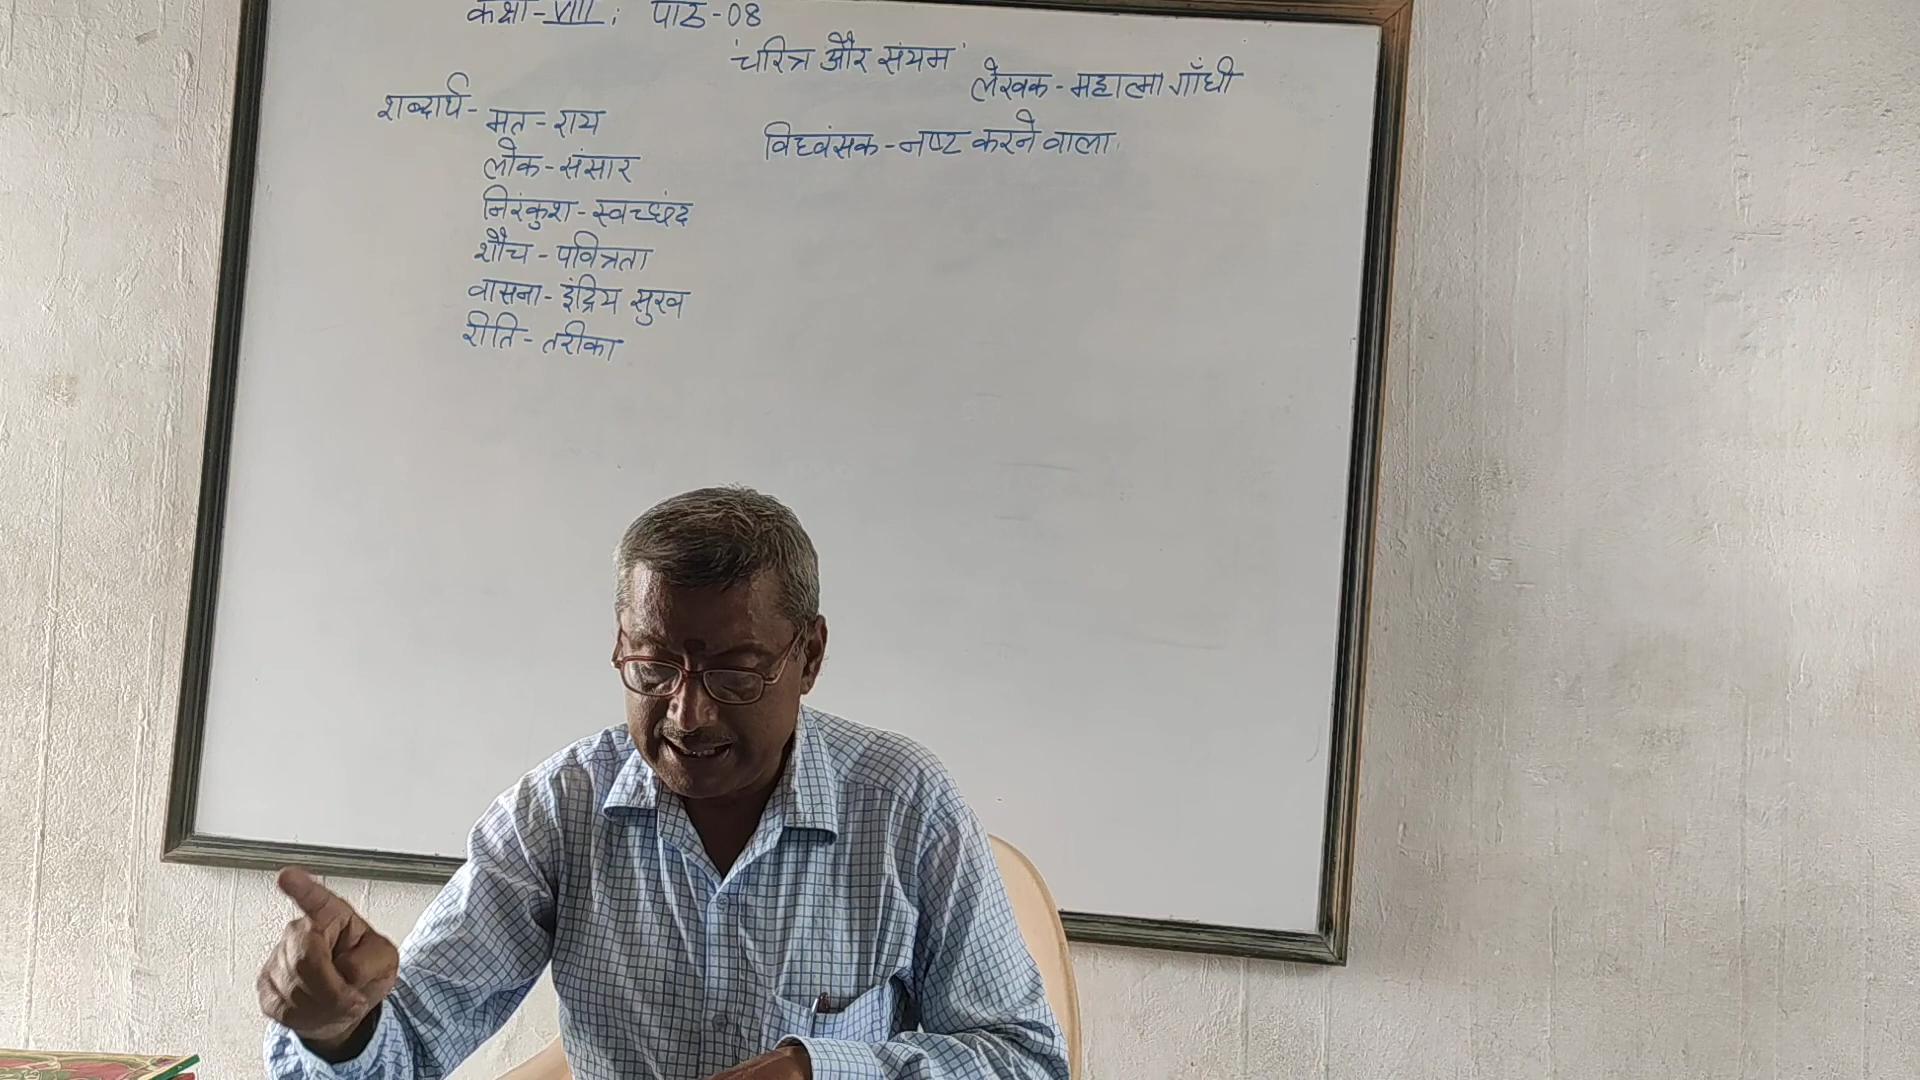 कक्षा-VIII; पाठ-08
'चरित्र और संयम'
लेखक-महात्मा गाँधी
शब्दार्थ-मत-राय
लोक-संसार
निरंकुश-स्वच्छंद
शौच-पवित्रता
वासना-इंद्रिय सुख
रीति-तरीका
विध्वंसक-नष्ट करने वाला.